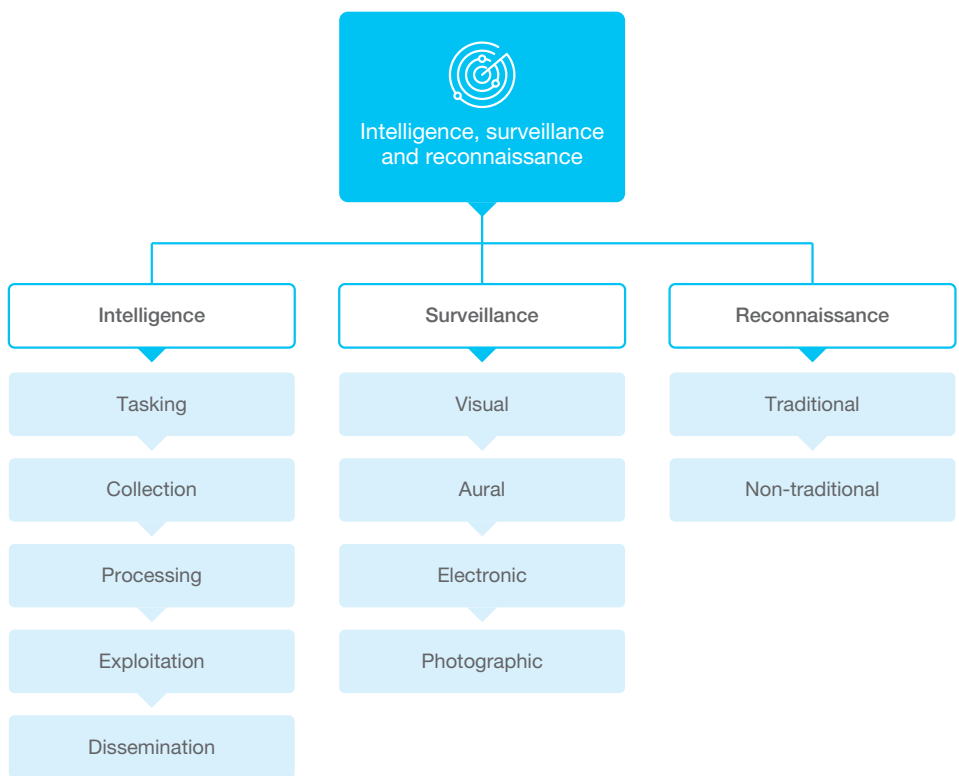 Intelligence, surveillance
and reconnaissance
Intelligence
Surveillance
Reconnaissance
Tasking
Visual
Traditional
Collection
Aural
Non-traditional
Processing
Electronic
Exploitation
Photographic
Dissemination